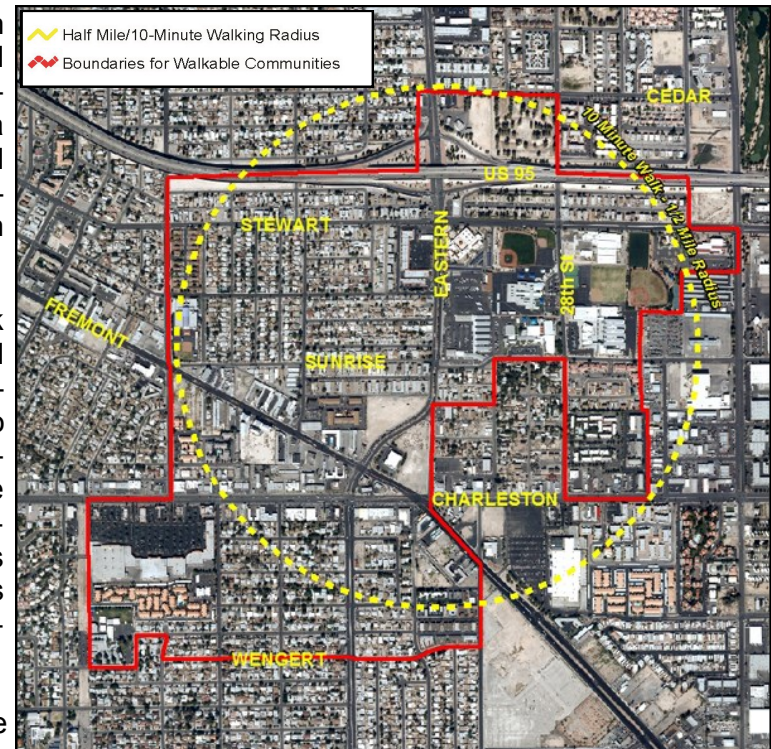 Half Mile/10-Minute Walking Radius
Boundaries for Walkable Communities
CEDAR
10 Minute Walk - 1/2 Mile Radius
US 95
STEWART
EASTERN
28th St
FREMONT
SUNRISE
CHARLESTON
WENGERT